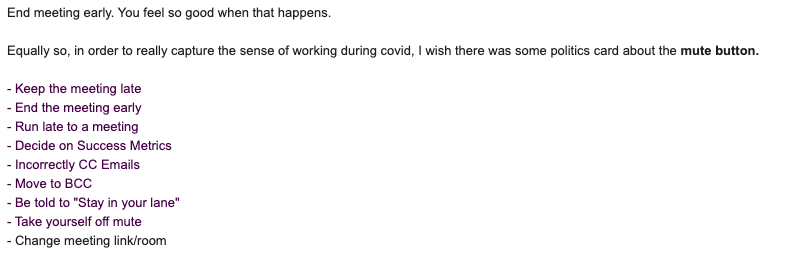 End meeting early. You feel so good when that happens.
Equally so, in order to really capture the sense of working during covid, I wish there was some politics card about the mute button.
- Keep the meeting late
- End the meeting early
- Run late to a meeting
- Decide on Success Metrics
- Incorrectly CC Emails
- Move to BCC
- Be told to "Stay in your lane"
- Take yourself off mute
- Change meeting link/room